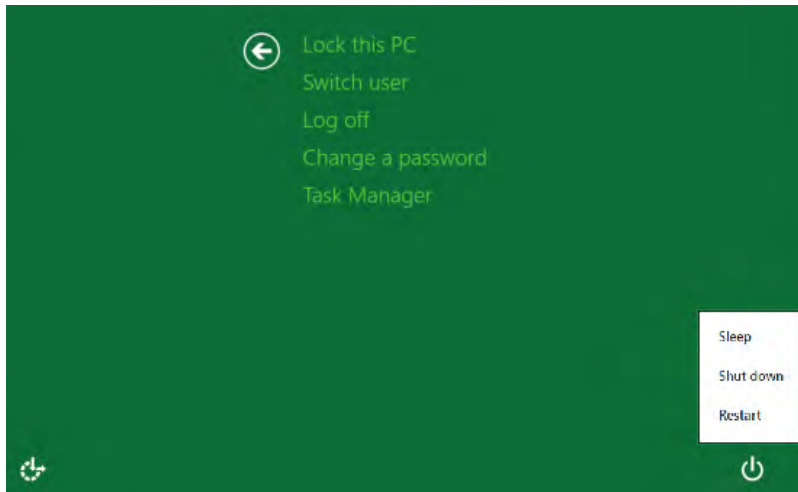 Lock this PC
Switch user
Log off
Change a password
Task Manager
Sleep
Shut down
Restart